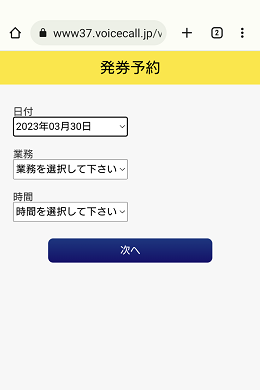 www37.voicecall.jp/v
2
発券予約
日付
2023年03月30日
業務
業務を選択して下さい
時間
時間を選択して下さい
次へ